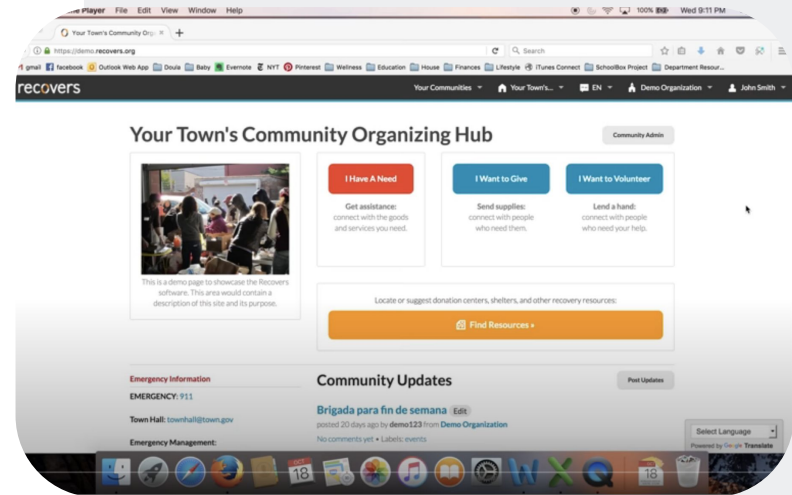 Player File Edit View Window Help
100% Wed 9:11 PM
Your Town's Community Org
https://demo.recovers.org
Search
gmail facebook Outlook Web App Doula Baby Evernote NYT Pinterest Wellness Education House Finances Lifestyle iTunes Connect SchoolBox Project Department Resour...
recovers
Your Communities Your Town's... EN Demo Organization John Smith
Your Town's Community Organizing Hub
Community Admin
I Have A Need
Get assistance:
connect with the goods
and services you need.
I Want to Give
Send supplies:
connect with people
who need them.
I Want to Volunteer
Lend a hand:
connect with people
who need your help.
This is a demo page to showcase the Recovers
software. This area would contain a
description of this site and its purpose.
Locate or suggest donation centers, shelters, and other recovery resources:
Find Resources »
Emergency Information
EMERGENCY: 911
Town Hall: townhall@town.gov
Emergency Management:
Community Updates
Post Updates
Brigada para fin de semana Edit
posted 20 days ago by demo123 from Demo Organization
No comments yet • Labels: events
Select Language
Powered by Google Translate
OCT
18
18